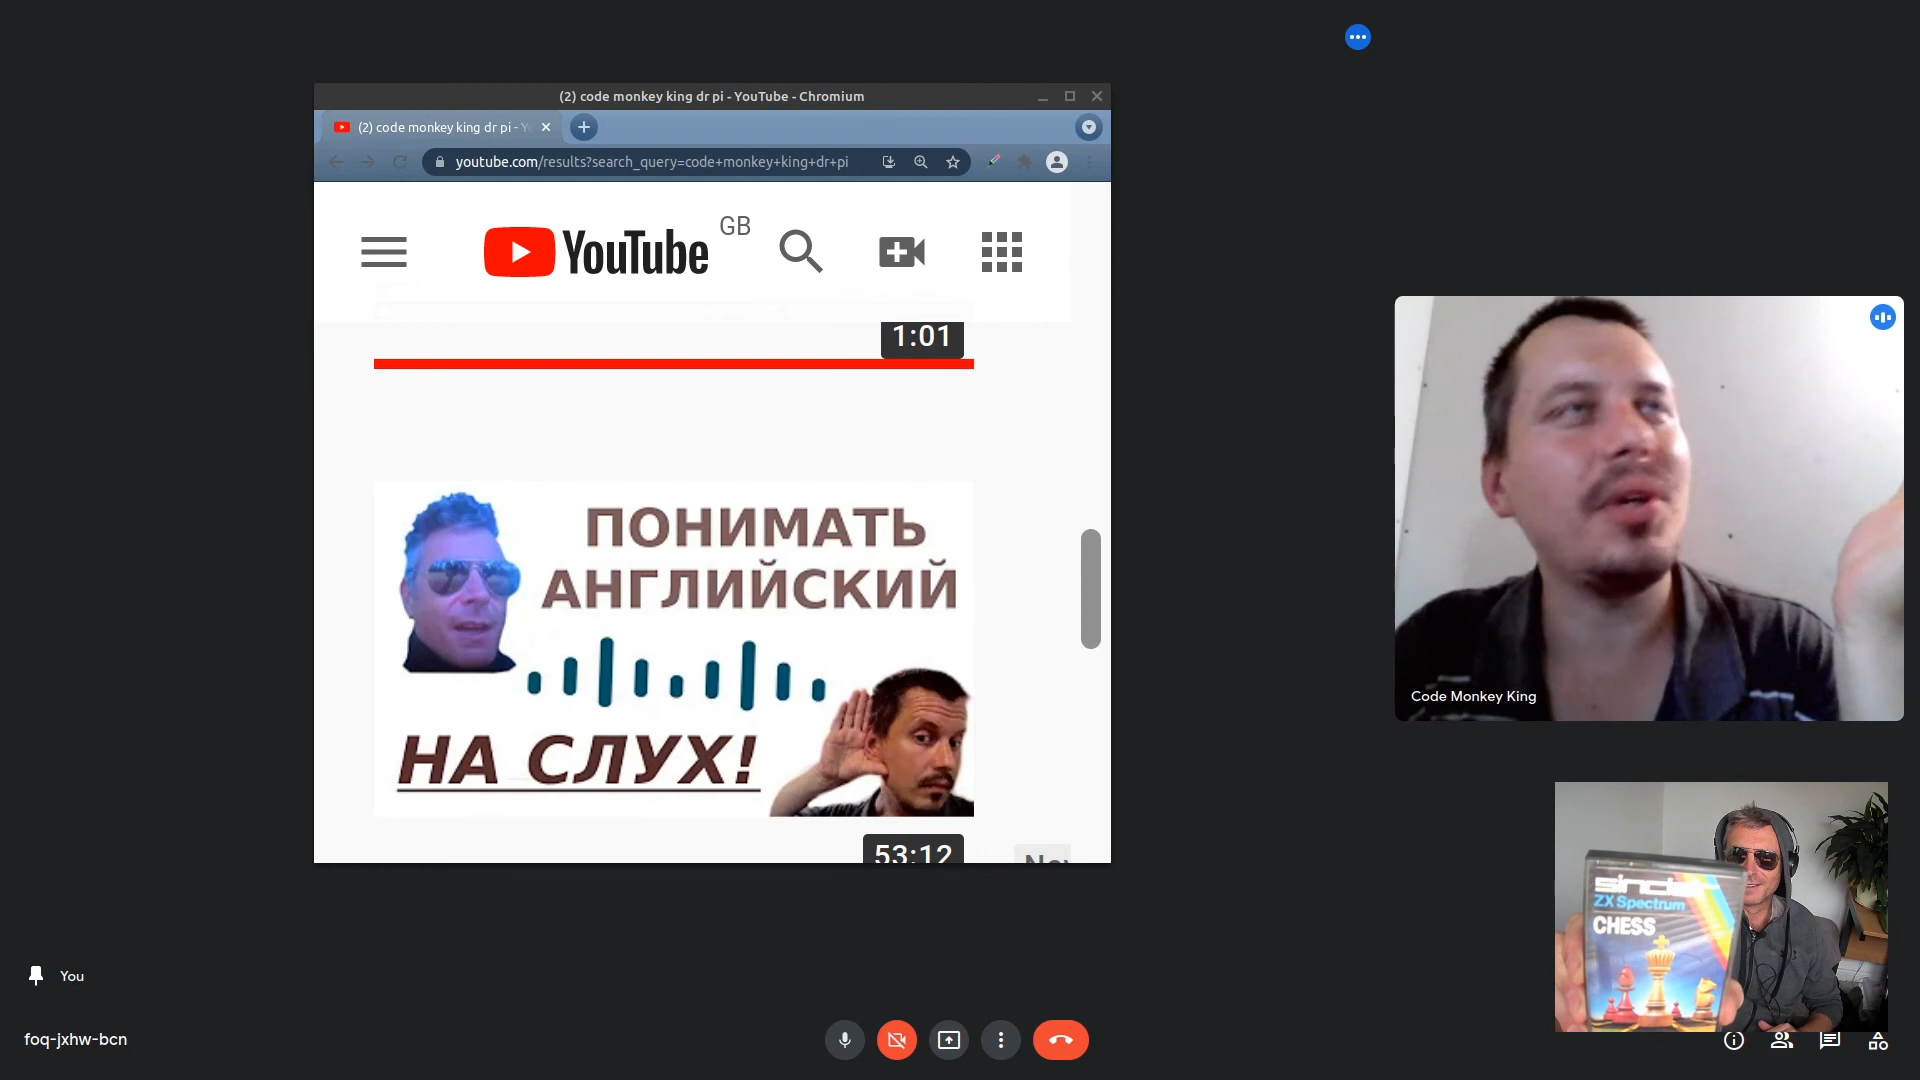 (2) code monkey king dr pi - YouTube - Chromium
(2) code monkey king dr pi - Y
youtube.com/results?search_query=code+monkey+king+dr+pi
YouTube GB
1:01
ПОНИМАТЬ
АНГЛИЙСКИЙ
НА СЛУХ!
53:12
Code Monkey King
sinclair
ZX Spectrum
CHESS
You
foq-jxhw-bcn